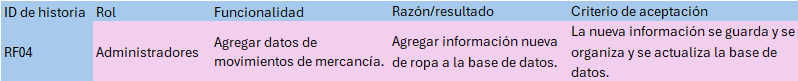 ID de historia Rol Funcionalidad Razón/resultado Criterio de aceptación
RF04 Administradores Agregar datos de movimientos de mercancía. Agregar información nueva de ropa a la base de datos. La nueva información se guarda y se organiza y se actualiza la base de datos.